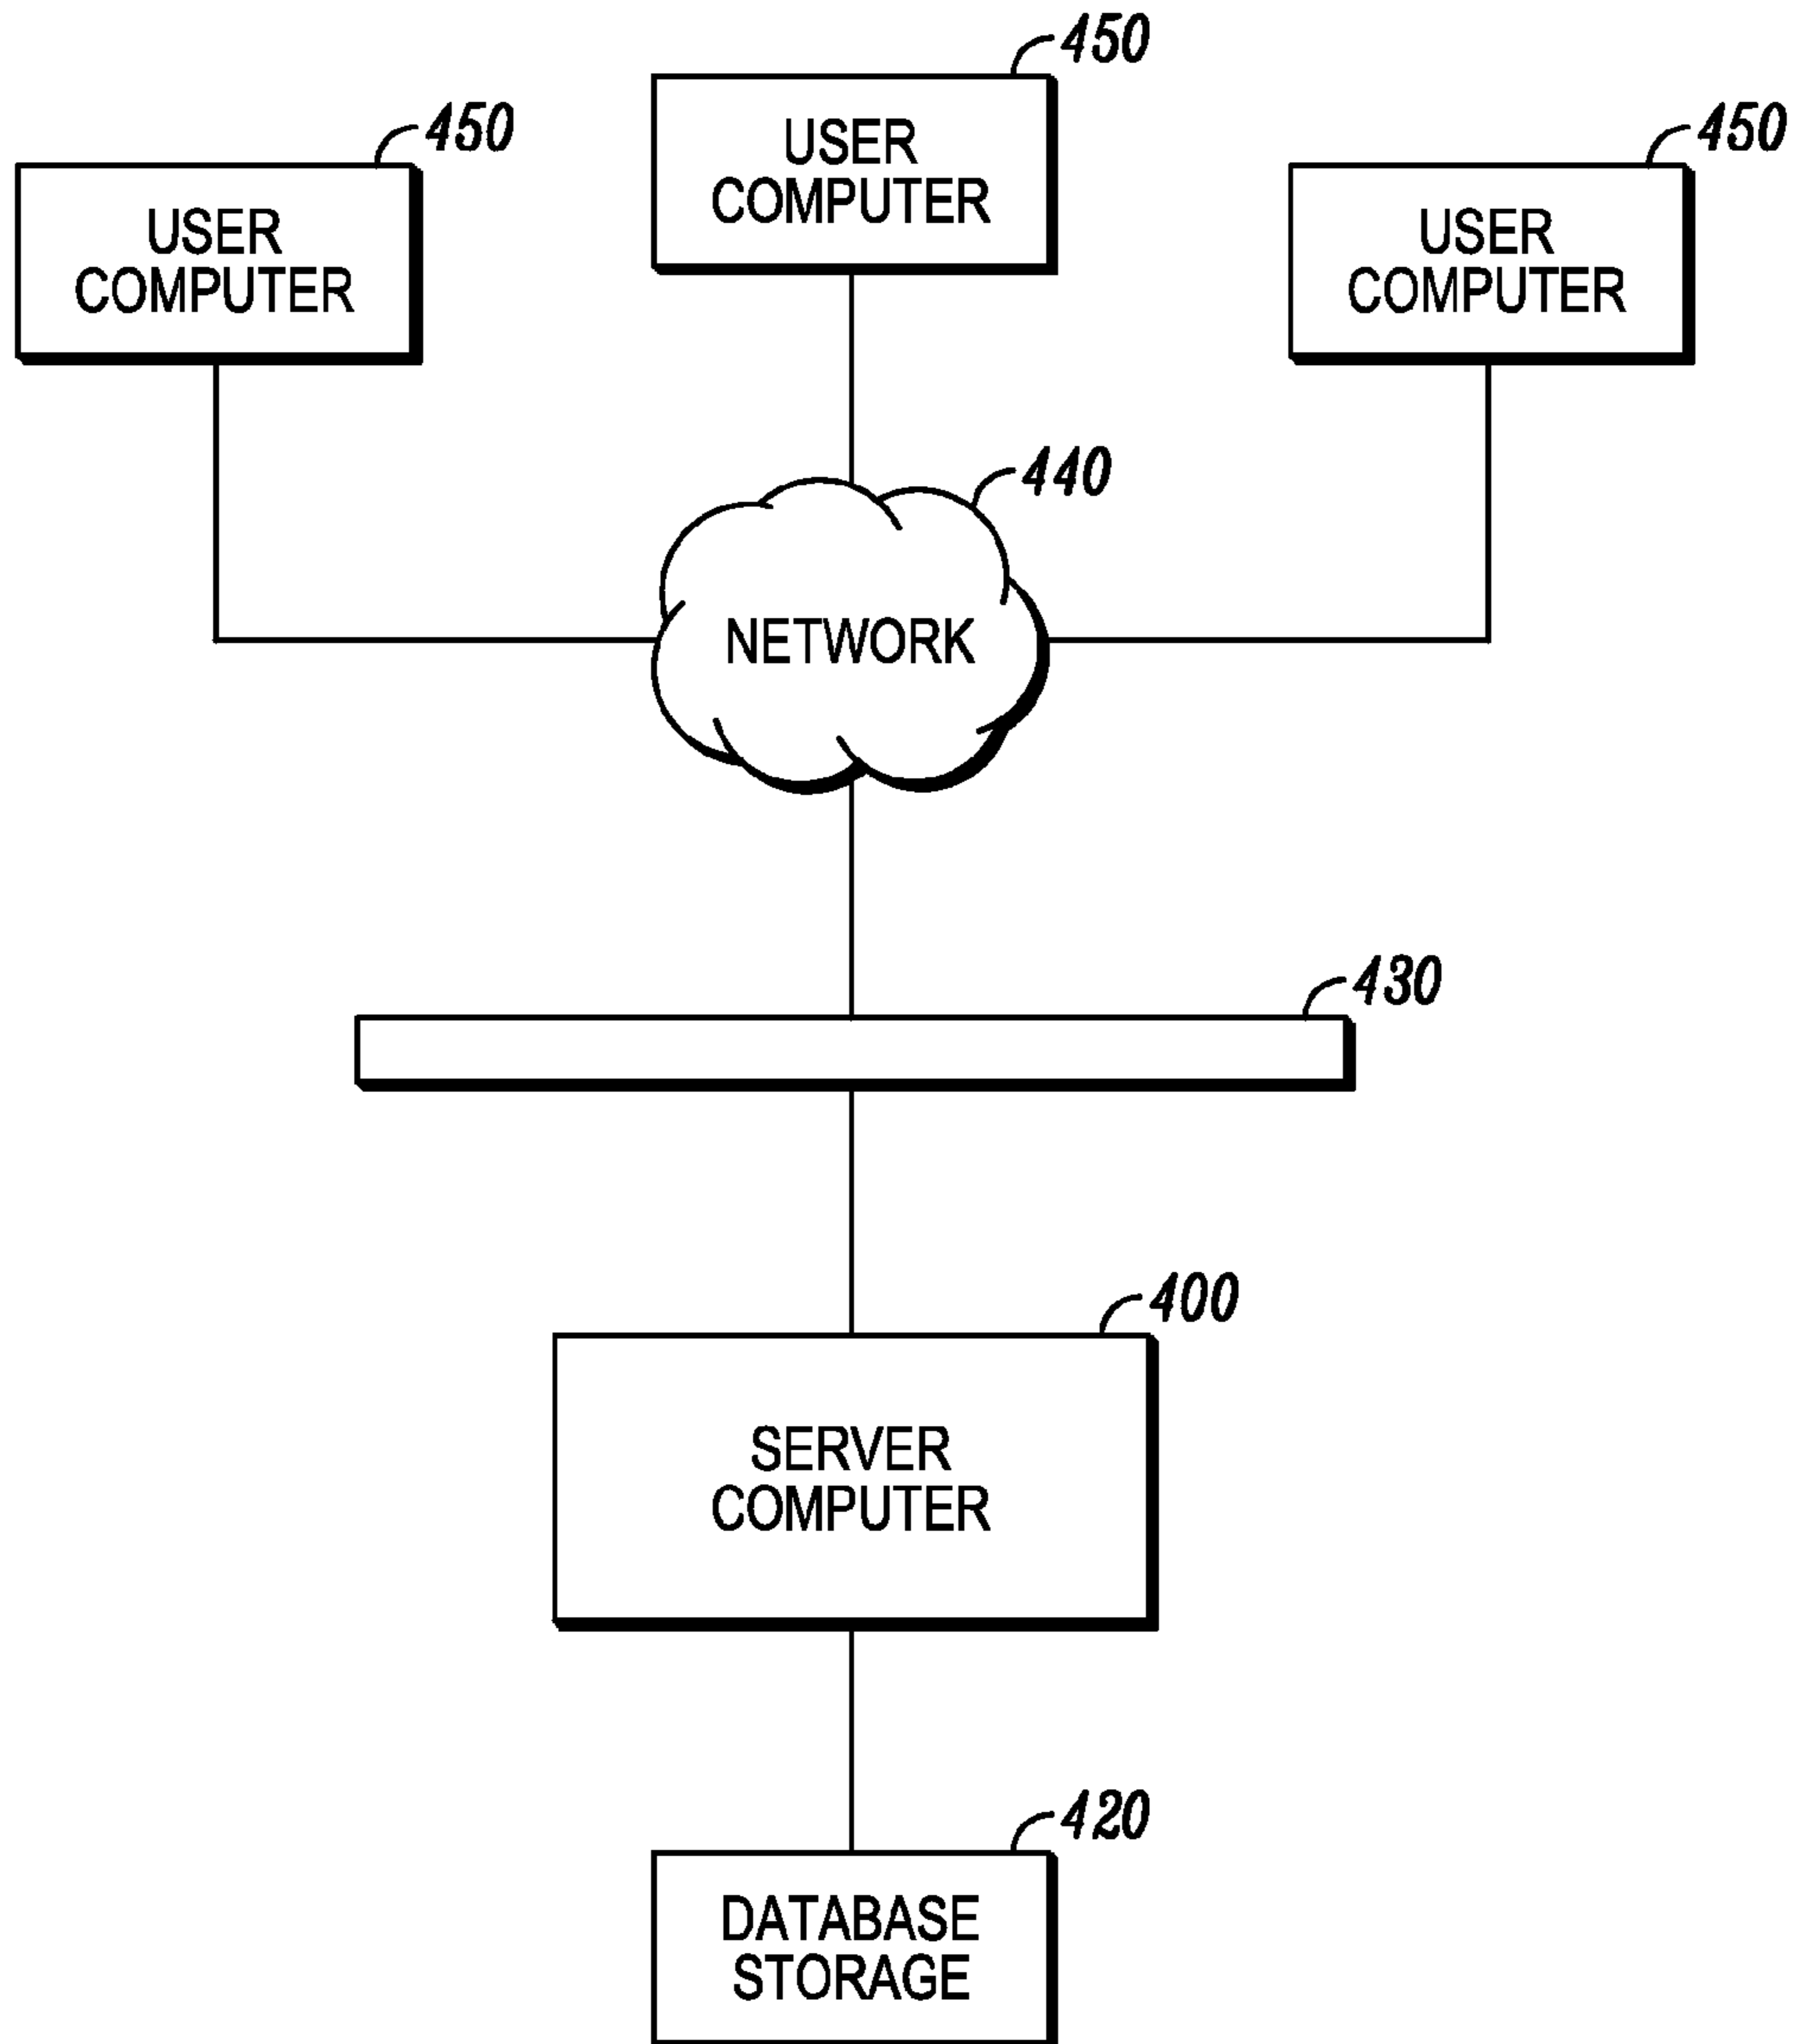 450
USER
COMPUTER
450
USER
COMPUTER
450
USER
COMPUTER
440
NETWORK
430
400
SERVER
COMPUTER
420
DATABASE
STORAGE